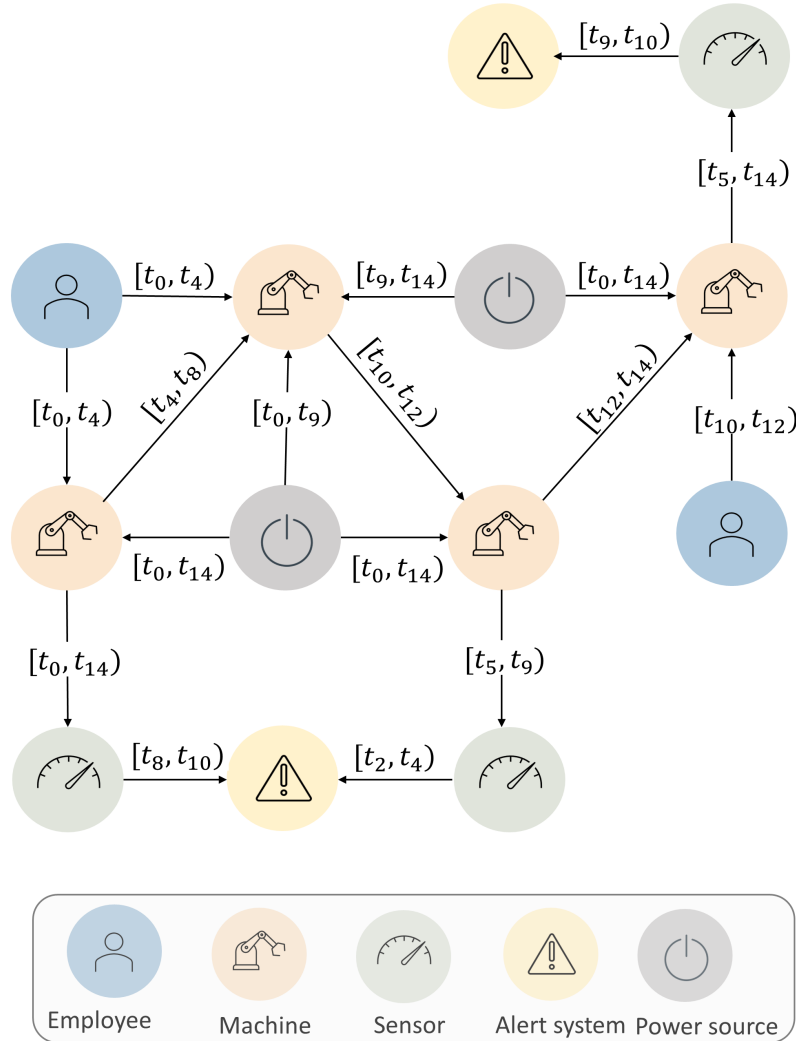 [t₉, t₁₀)
[t₅, t₁₄)
[t₀, t₄)
[t₉, t₁₄)
[t₀, t₁₄)
[t₄, t₈)
[t₁₀, t₁₂)
[t₁₂, t₁₄)
[t₀, t₄)
[t₀, t₉)
[t₁₀, t₁₂)
[t₀, t₁₄)
[t₀, t₁₄)
[t₀, t₁₄)
[t₅, t₉)
[t₈, t₁₀)
[t₂, t₄)
Employee
Machine
Sensor
Alert system
Power source